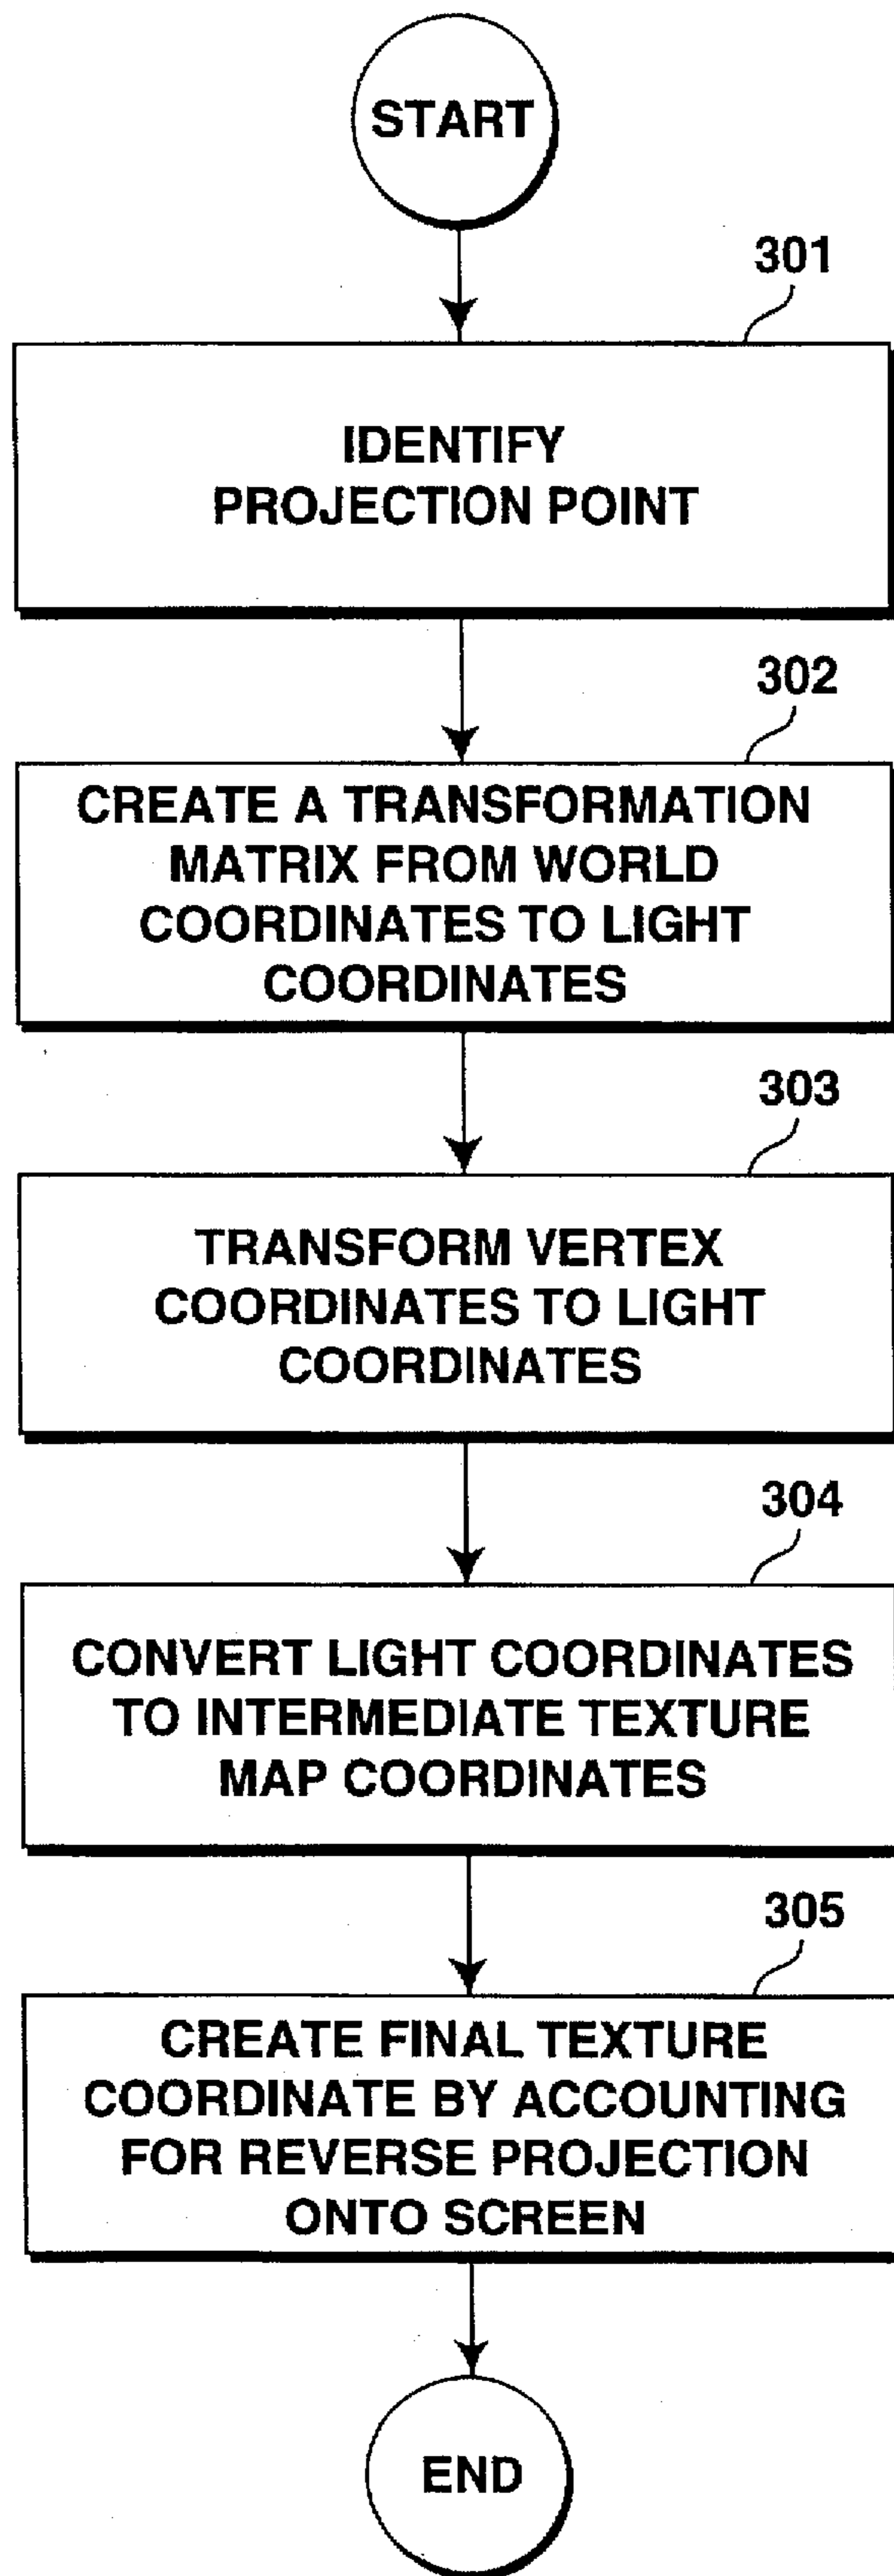 START
301
IDENTIFY
PROJECTION POINT
302
CREATE A TRANSFORMATION
MATRIX FROM WORLD
COORDINATES TO LIGHT
COORDINATES
303
TRANSFORM VERTEX
COORDINATES TO LIGHT
COORDINATES
304
CONVERT LIGHT COORDINATES
TO INTERMEDIATE TEXTURE
MAP COORDINATES
305
CREATE FINAL TEXTURE
COORDINATE BY ACCOUNTING
FOR REVERSE PROJECTION
ONTO SCREEN
END